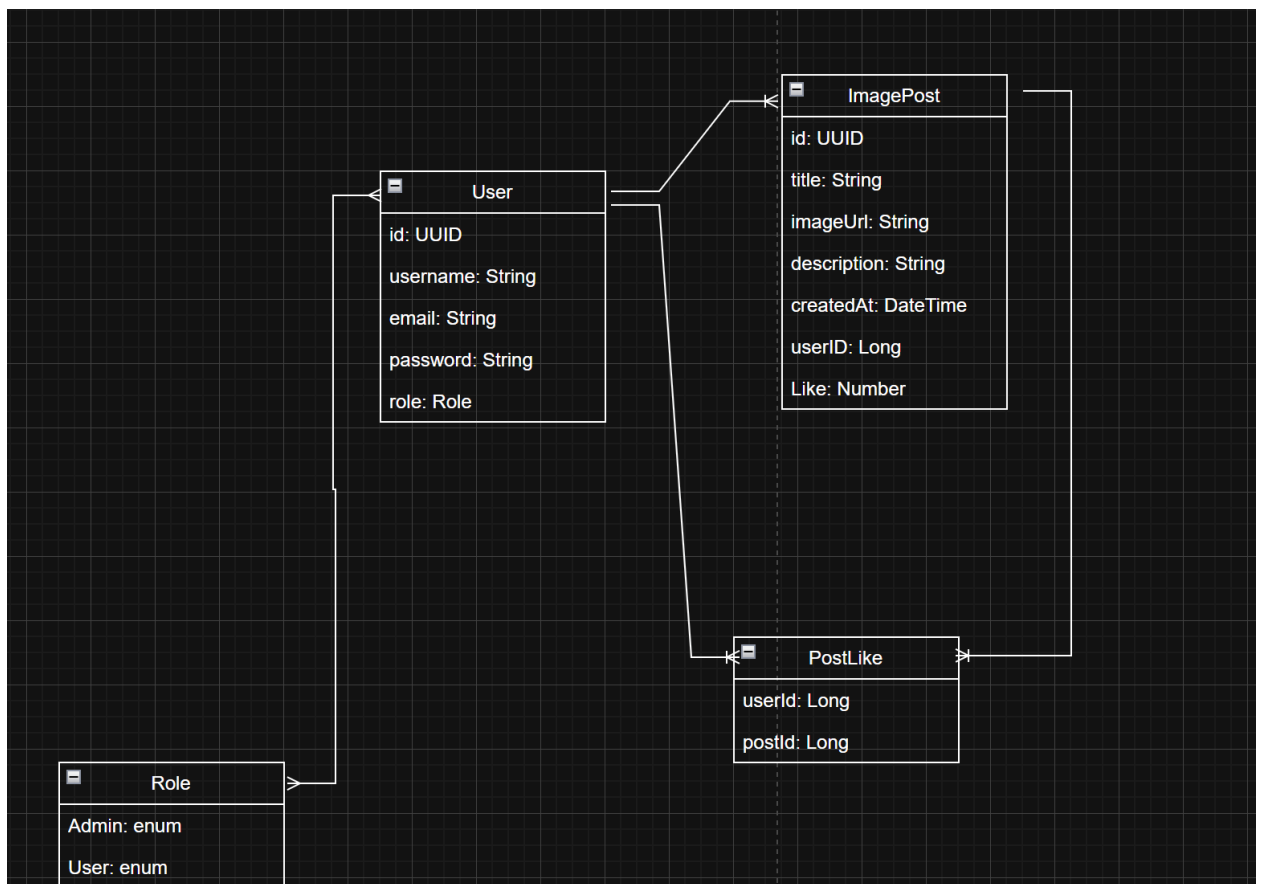 ImagePost
id: UUID
title: String
imageUrl: String
description: String
createdAt: DateTime
userID: Long
Like: Number
User
id: UUID
username: String
email: String
password: String
role: Role
PostLike
userId: Long
postId: Long
Role
Admin: enum
User: enum